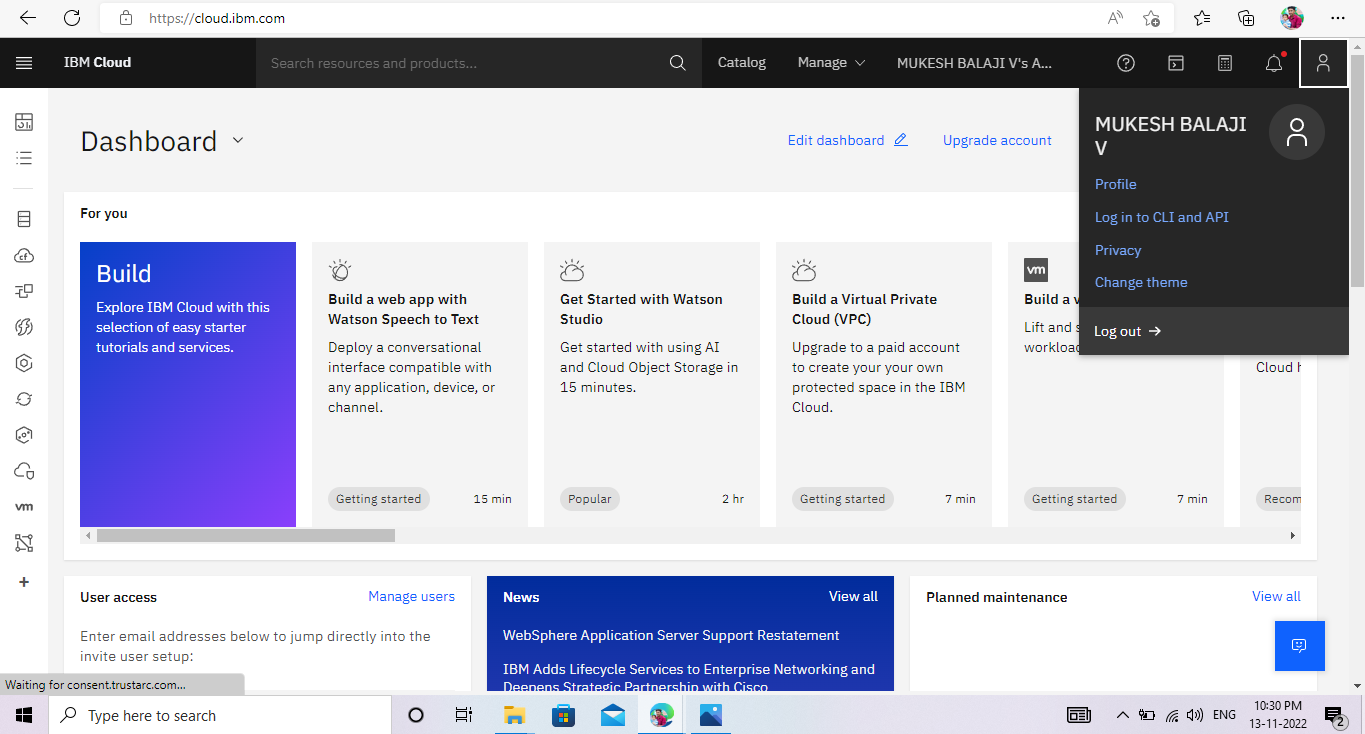 https://cloud.ibm.com
IBM Cloud
Search resources and products...
Catalog
Manage
MUKESH BALAJI V's A...
Dashboard
Edit dashboard
Upgrade account
MUKESH BALAJI
V
Profile
Log in to CLI and API
Privacy
Change theme
Log out
For you
Build
Explore IBM Cloud with this
selection of easy starter
tutorials and services.
Build a web app with
Watson Speech to Text
Deploy a conversational
interface compatible with
any application, device, or
channel.
Getting started
15 min
Get Started with Watson
Studio
Get started with using AI
and Cloud Object Storage in
15 minutes.
Popular
2 hr
Build a Virtual Private
Cloud (VPC)
Upgrade to a paid account
to create your your own
protected space in the IBM
Cloud.
Getting started
7 min
vm
Build a v
Lift and s
workloa
Getting started
7 min
Cloud h
Recom
cf
vm
User access
Manage users
Enter email addresses below to jump directly into the
invite user setup:
News
View all
WebSphere Application Server Support Restatement
IBM Adds Lifecycle Services to Enterprise Networking and
Deepens Strategic Partnership with Cisco
Planned maintenance
View all
Waiting for consent.trustarc.com...
Type here to search
ENG
10:30 PM
13-11-2022
2